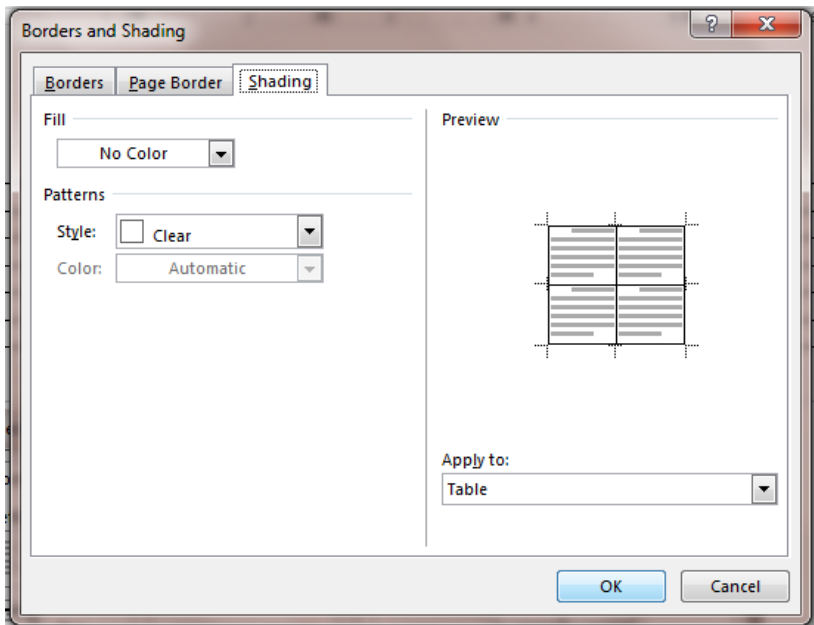 Borders and Shading
?
Borders Page Border Shading
Fill
No Color
Patterns
Style: Clear
Color: Automatic
Preview
Apply to:
Table
OK Cancel